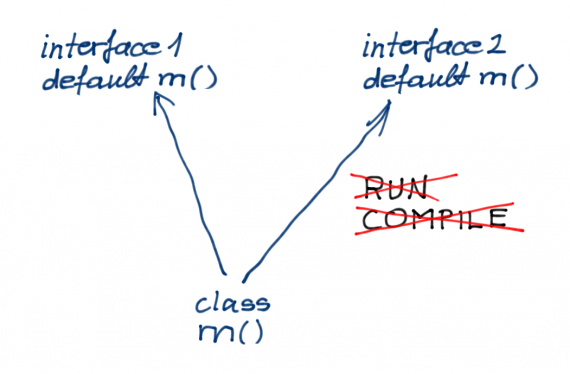 interface 1
default m()
interface 2
default m()
RUN
COMPILE
class
m()